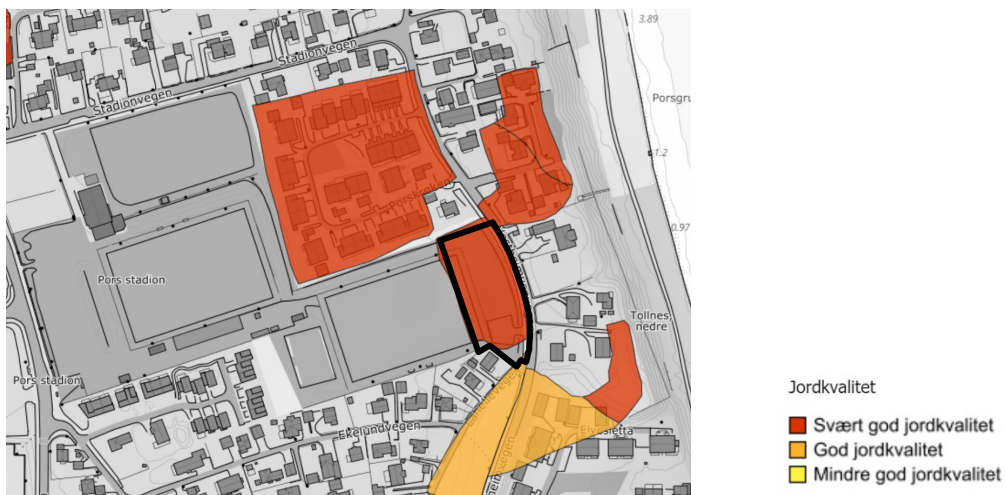 3.89
Stadionvegen
Stadionvegen
Porsgru
-1.2
Porskroken
0.97
Pors stadion
Tollnes,
nedre
Pors stadion
Ekelundvegen
Elvesletta
Jordkvalitet
Svært god jordkvalitet
God jordkvalitet
Mindre god jordkvalitet